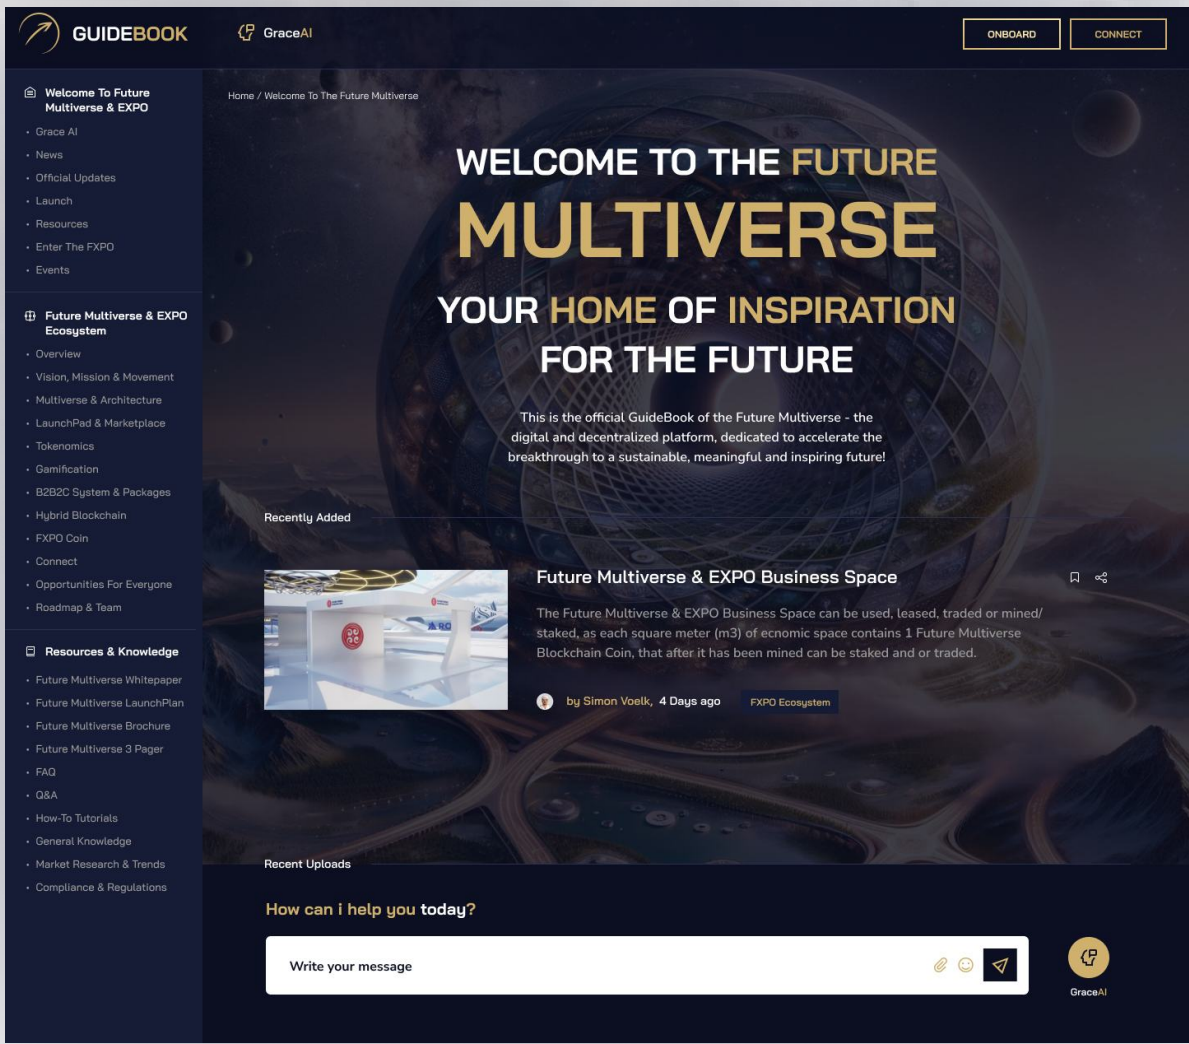 GUIDEBOOK
GraceAI
ONBOARD
CONNECT
Welcome To Future
Multiverse & EXPO
• Grace AI
• News
• Official Updates
• Launch
• Resources
• Enter The FXPO
• Events
Future Multiverse & EXPO
Ecosystem
• Overview
• Vision, Mission & Movement
• Multiverse & Architecture
• LaunchPad & Marketplace
• Tokenomics
• Gamification
• B2B2C System & Packages
• Hybrid Blockchain
• FXPO Coin
• Connect
• Opportunities For Everyone
• Roadmap & Team
Resources & Knowledge
• Future Multiverse Whitepaper
• Future Multiverse LaunchPlan
• Future Multiverse Brochure
• Future Multiverse 3 Pager
• FAQ
• Q&A
• How-To Tutorials
• General Knowledge
• Market Research & Trends
• Compliance & Regulations
Home / Welcome To The Future Multiverse
WELCOME TO THE FUTURE
MULTIVERSE
YOUR HOME OF INSPIRATION
FOR THE FUTURE
This is the official GuideBook of the Future Multiverse - the
digital and decentralized platform, dedicated to accelerate the
breakthrough to a sustainable, meaningful and inspiring future!
Recently Added
Future Multiverse & EXPO Business Space
The Future Multiverse & EXPO Business Space can be used, leased, traded or mined/
staked, as each square meter (m3) of ecnomic space contains 1 Future Multiverse
Blockchain Coin, that after it has been mined can be staked and or traded.
by Simon Voelk, 4 Days ago
FXPO Ecosystem
Recent Uploads
How can i help you today?
Write your message
GraceAI